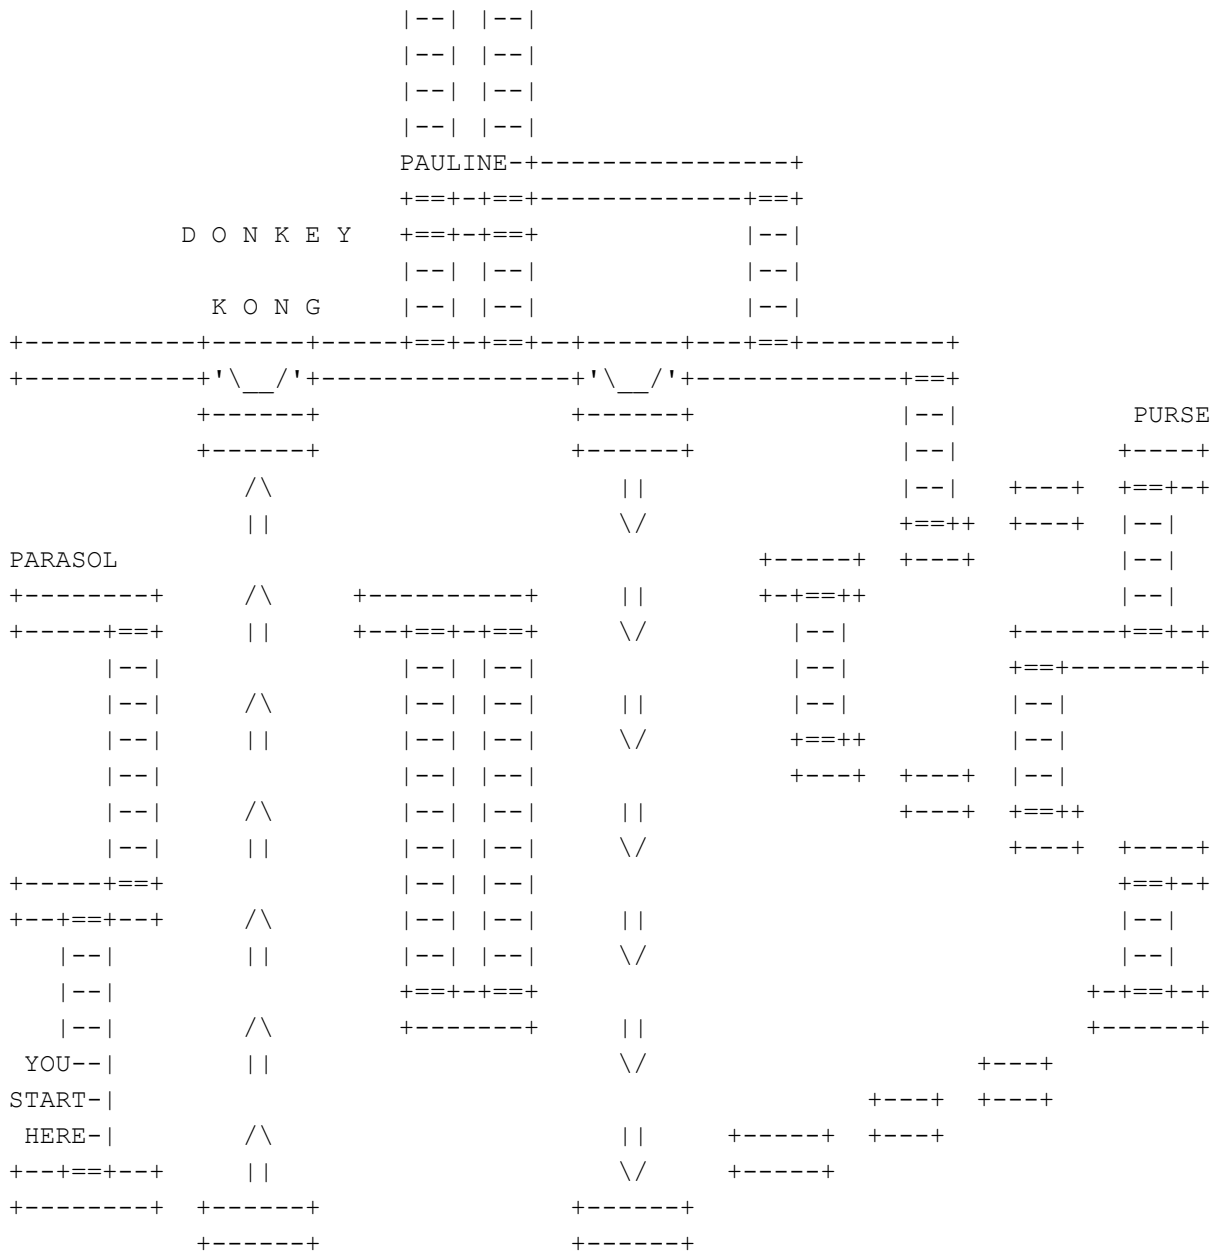 PAULINE
D O N K E Y
K O N G
PURSE
PARASOL
YOU
START
HERE